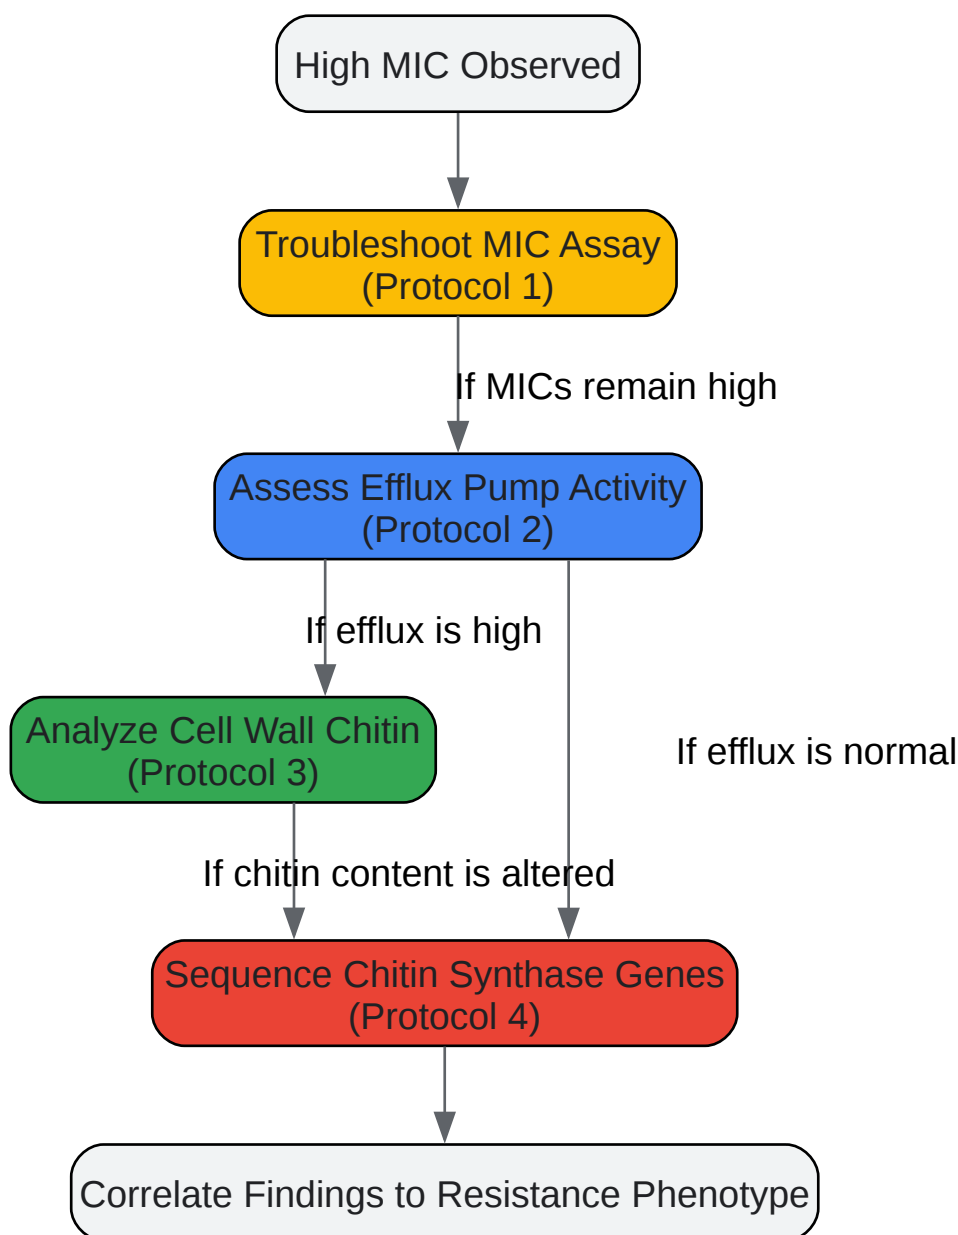 High MIC Observed
Troubleshoot MIC Assay
(Protocol 1)
If MICs remain high
Assess Efflux Pump Activity
(Protocol 2)
If efflux is high
Analyze Cell Wall Chitin
(Protocol 3)
If efflux is normal
If chitin content is altered
Sequence Chitin Synthase Genes
(Protocol 4)
Correlate Findings to Resistance Phenotype